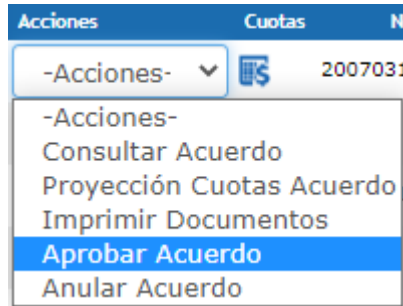 Acciones Cuotas N
-Acciones- 2007031
-Acciones-
Consultar Acuerdo
Proyección Cuotas Acuerdo
Imprimir Documentos
Aprobar Acuerdo
Anular Acuerdo